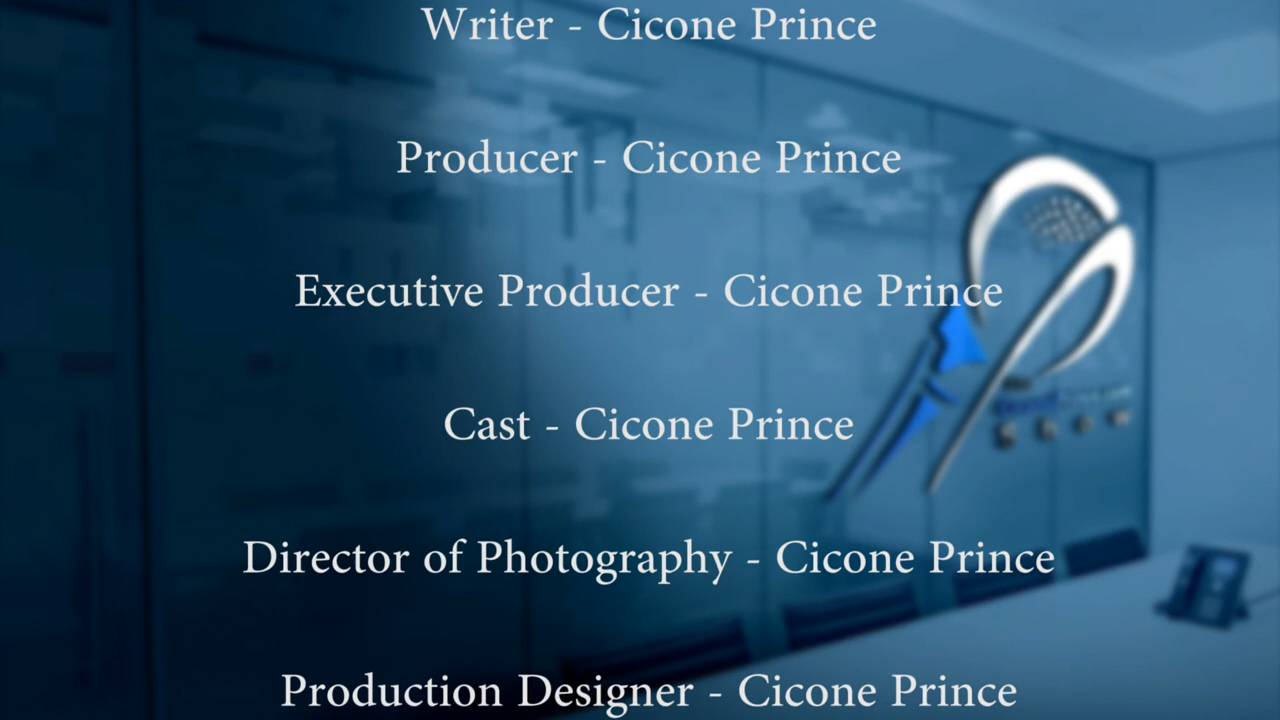 Writer - Cicone Prince
Producer - Cicone Prince
Executive Producer - Cicone Prince
Cast - Cicone Prince
Director of Photography - Cicone Prince
Production Designer - Cicone Prince